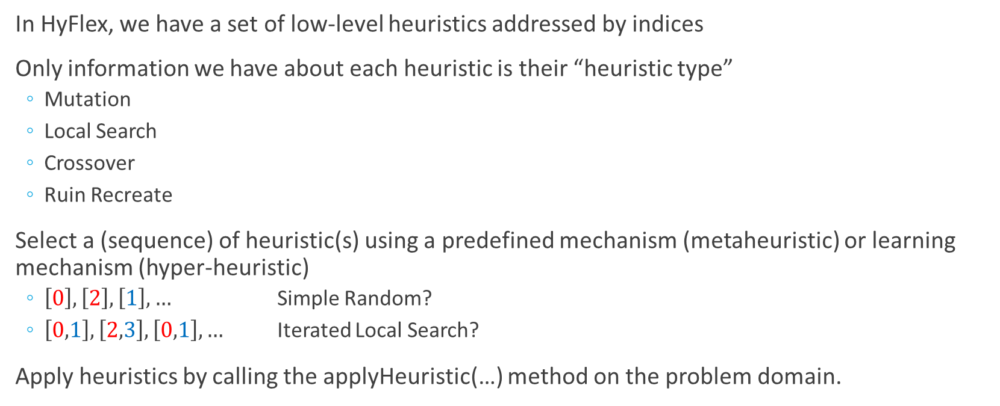 In HyFlex, we have a set of low-level heuristics addressed by indices
Only information we have about each heuristic is their “heuristic type”
◦ Mutation
◦ Local Search
◦ Crossover
◦ Ruin Recreate
Select a (sequence) of heuristic(s) using a predefined mechanism (metaheuristic) or learning
mechanism (hyper-heuristic)
◦ [0], [2], [1], … Simple Random?
◦ [0,1], [2,3], [0,1], … Iterated Local Search?
Apply heuristics by calling the applyHeuristic(…) method on the problem domain.